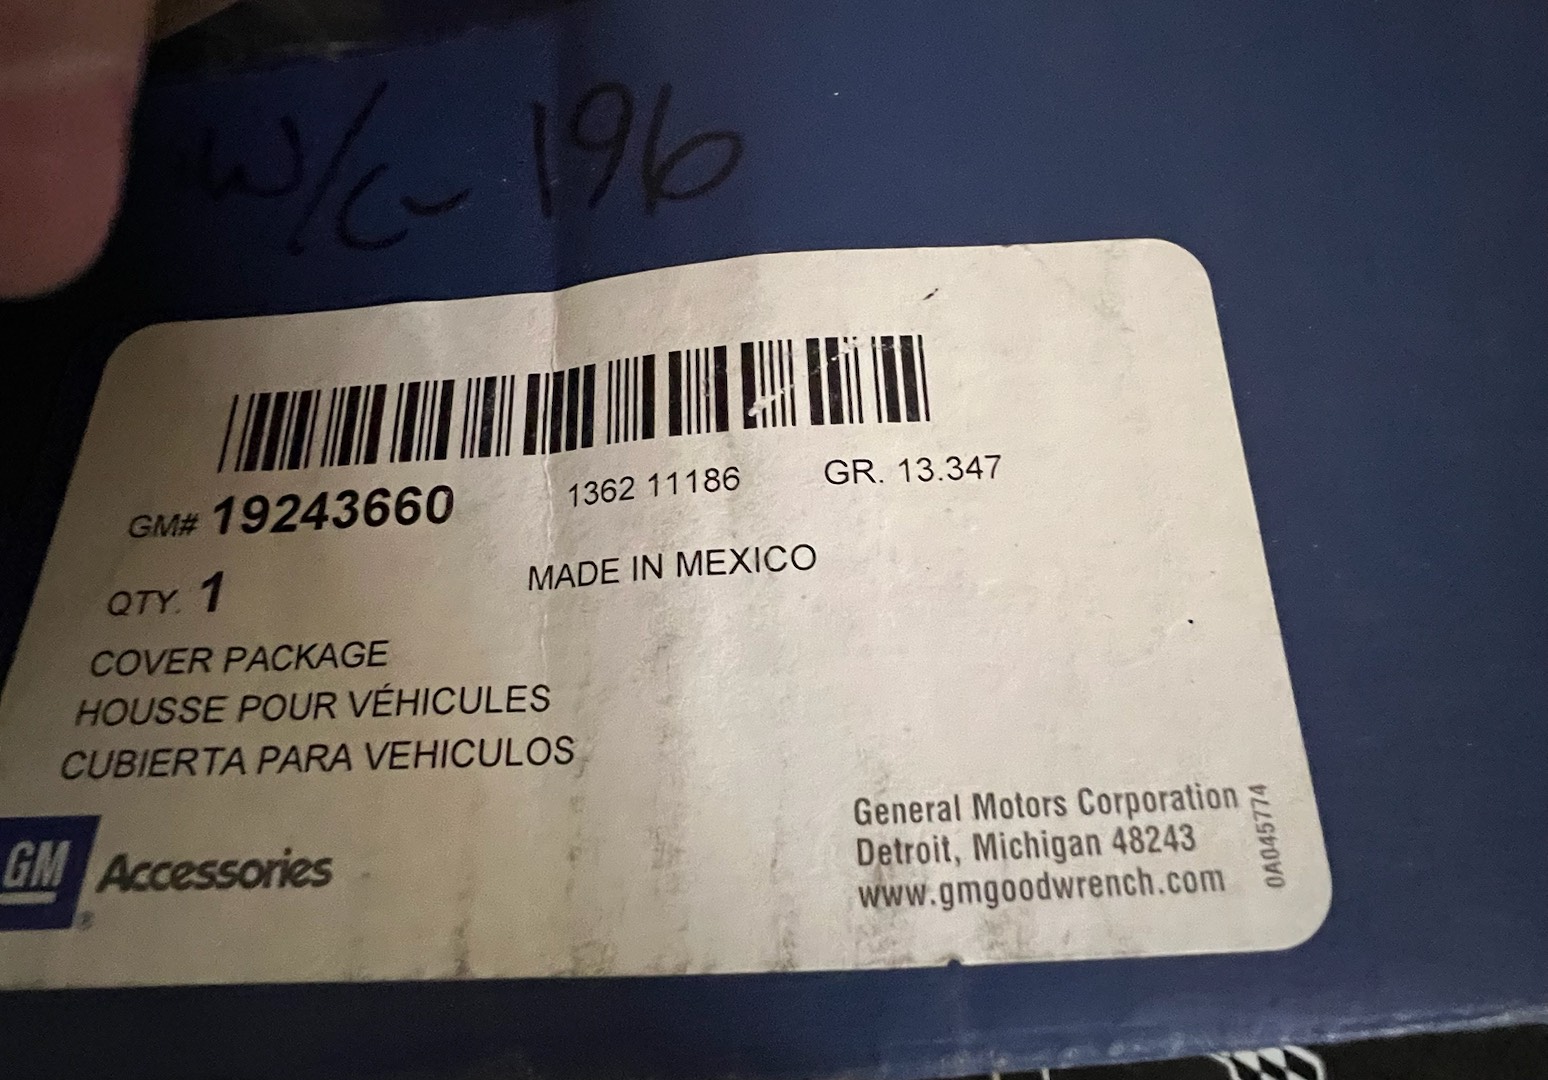 W/C- 196
GM# 19243660 1362 11186 GR. 13.347
QTY. 1 MADE IN MEXICO
COVER PACKAGE
HOUSSE POUR VÉHICULES
CUBIERTA PARA VEHICULOS
GM Accessories
General Motors Corporation
Detroit, Michigan 48243
www.gmgoodwrench.com
0A045774